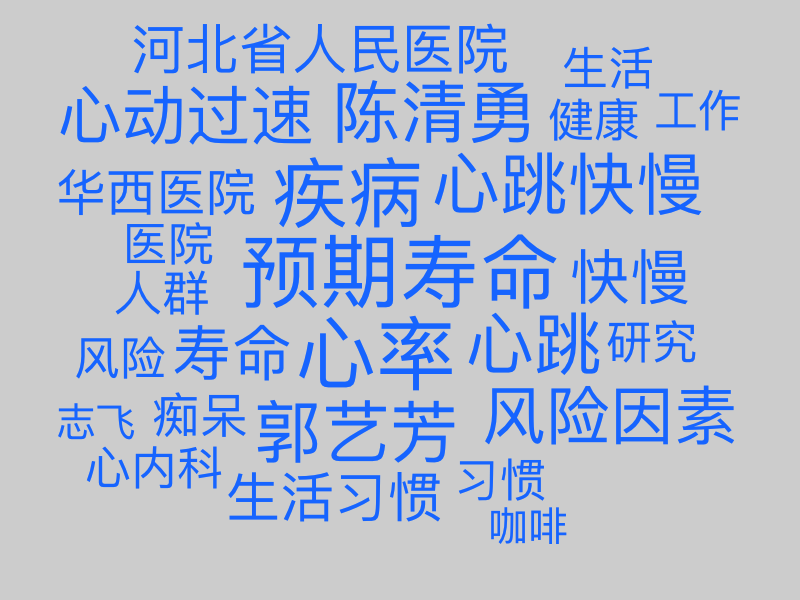 河北省人民医院
生活
心动过速
陈清勇
健康
工作
华西医院
疾病
心跳快慢
医院
预期寿命
快慢
人群
风险
寿命
心率
心跳
研究
志飞
痴呆
郭艺芳
风险因素
心内科
生活习惯
习惯
咖啡